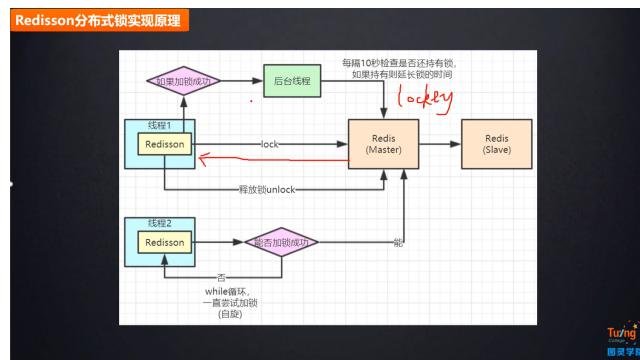 Redisson分布式锁实现原理
每隔10秒检查是否还持有锁,
如果持有则延长锁的时间
如果加锁成功
后台线程
lockey
线程1
Redisson
lock
Redis
(Master)
Redis
(Slave)
释放锁unlock
线程2
Redisson
能否加锁成功
能
否
while循环,
一直尝试加锁
(自旋)
Tuling
College
图灵学院